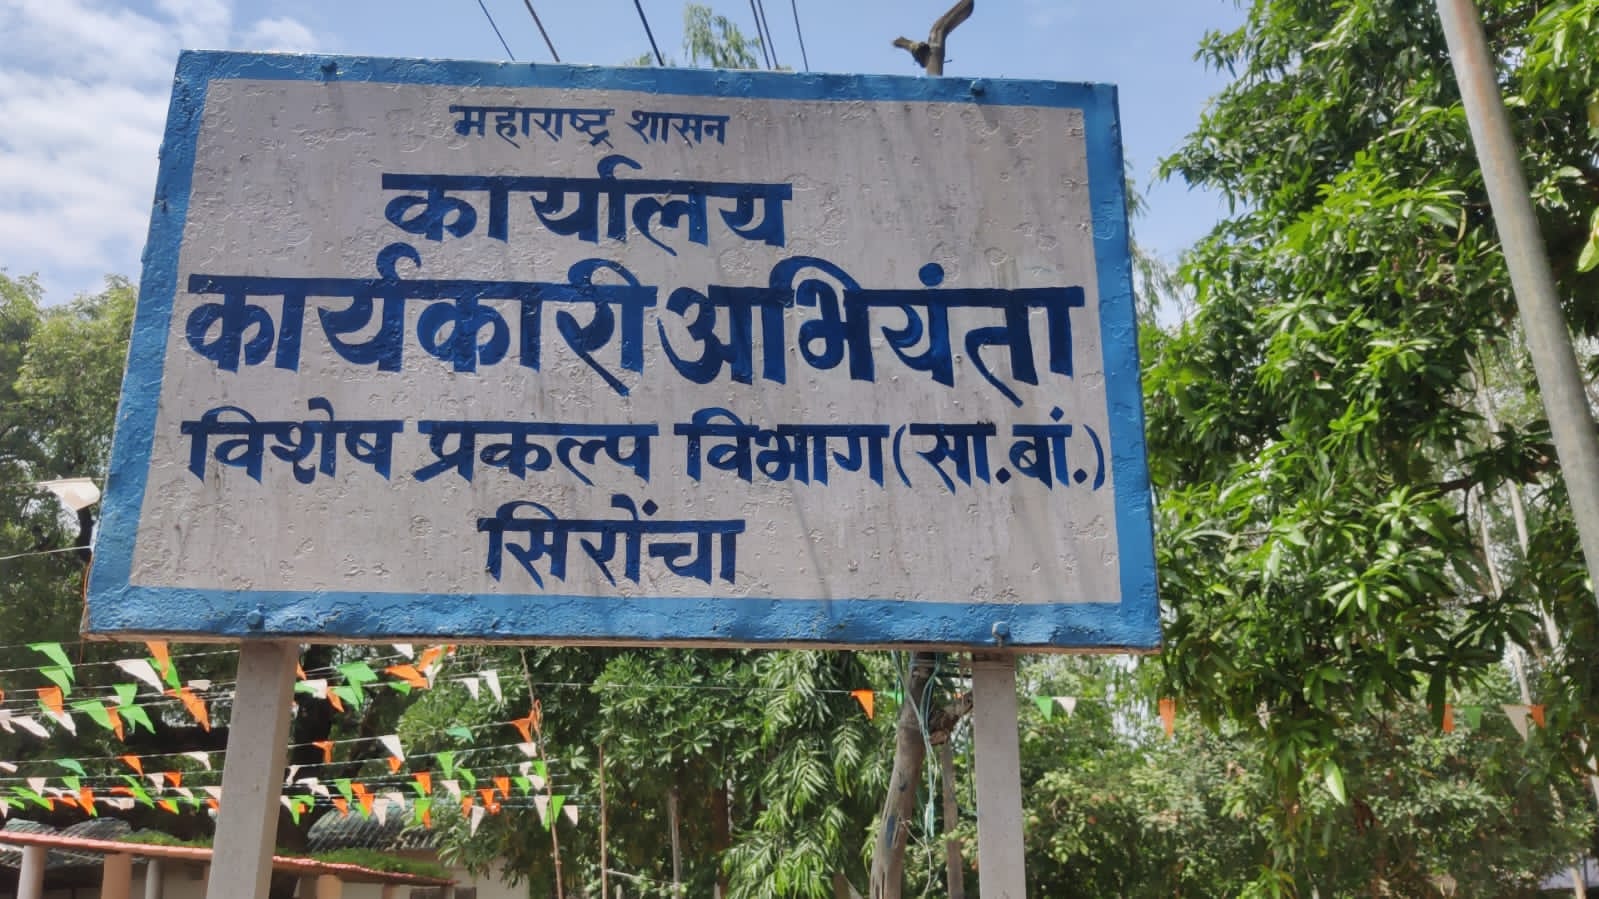 महाराष्ट्र शासन
कार्यालय
कार्यकारी अभियंता
विशेष प्रकल्प विभाग (सा.बां.)
सिरोंचा